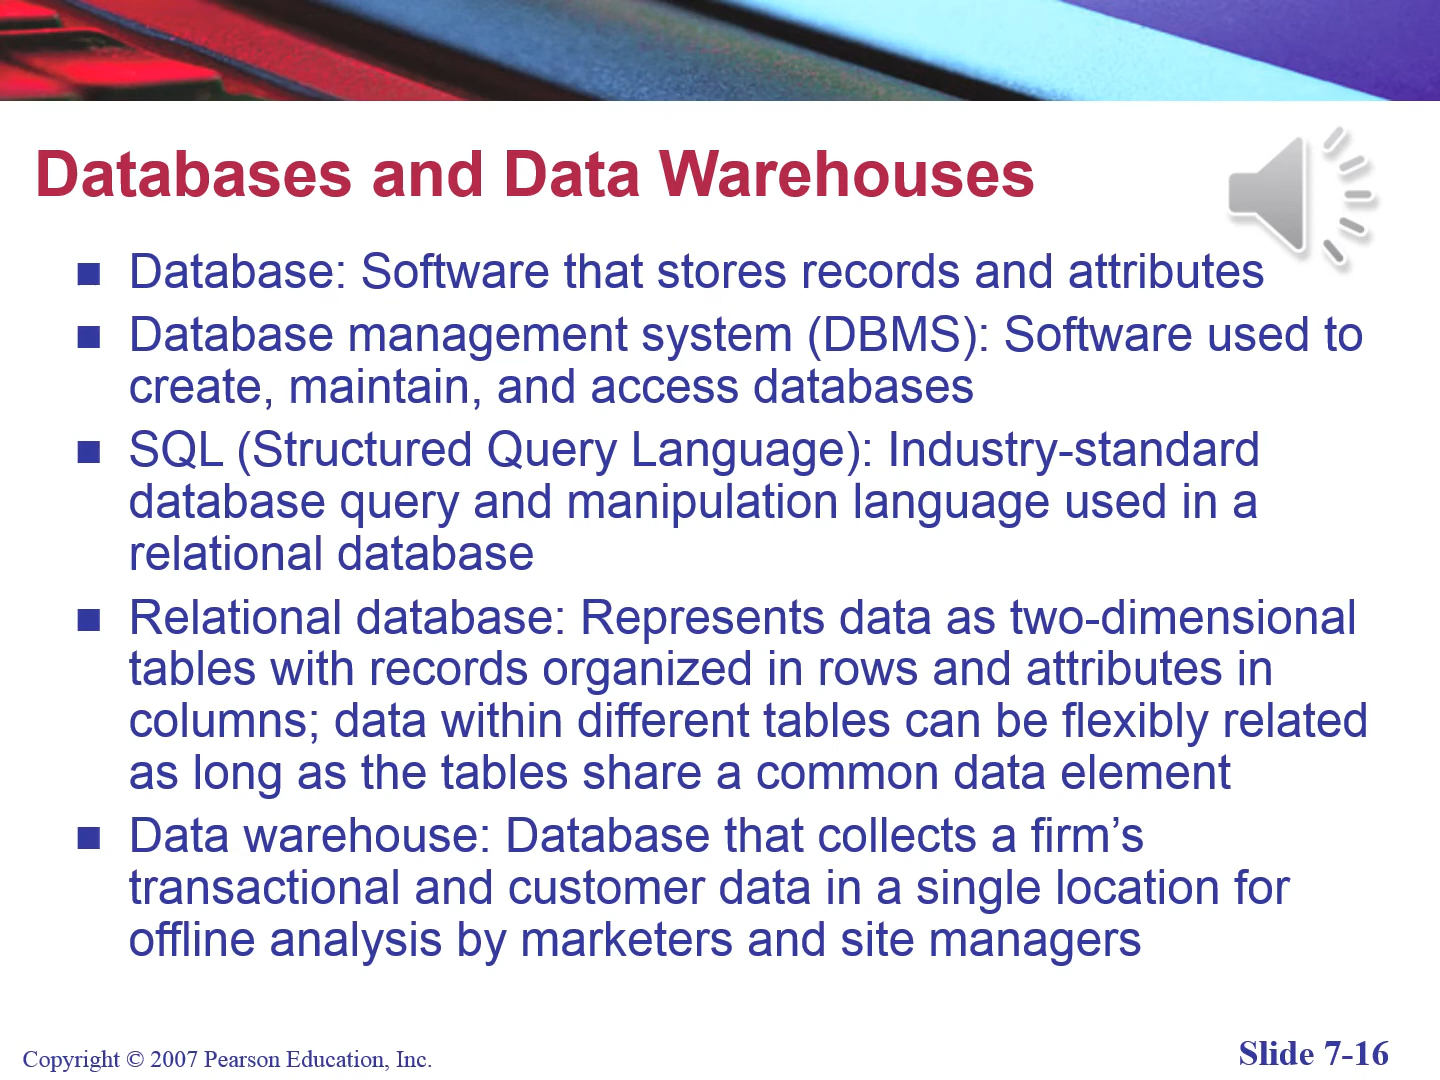 Databases and Data Warehouses
Database: Software that stores records and attributes
Database management system (DBMS): Software used to
create, maintain, and access databases
SQL (Structured Query Language): Industry-standard
database query and manipulation language used in a
relational database
Relational database: Represents data as two-dimensional
tables with records organized in rows and attributes in
columns; data within different tables can be flexibly related
as long as the tables share a common data element
Data warehouse: Database that collects a firm’s
transactional and customer data in a single location for
offline analysis by marketers and site managers
Copyright © 2007 Pearson Education, Inc.
Slide 7-16